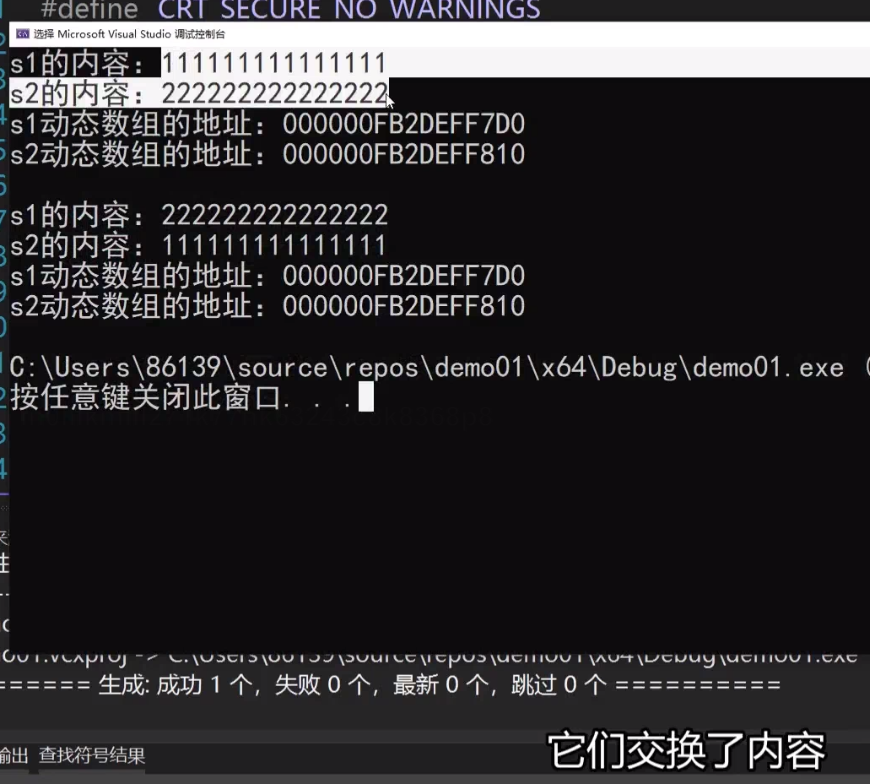 #define CRT SECURE NO WARNINGS
选择 Microsoft Visual Studio 调试控制台
s1的内容：111111111111111
s2的内容：222222222222222
s1动态数组的地址：000000FB2DEFF7D0
s2动态数组的地址：000000FB2DEFF810
s1的内容：222222222222222
s2的内容：111111111111111
s1动态数组的地址：000000FB2DEFF7D0
s2动态数组的地址：000000FB2DEFF810
C:\Users\86139\source\repos\demo01\x64\Debug\demo01.exe (
按任意键关闭此窗口. . .
o01.vcxproj -> C:\Users\86139\source\repos\demo01\x64\Debug\demo01.exe
====== 生成: 成功 1 个，失败 0 个，最新 0 个，跳过 0 个 ==========
输出 查找符号结果
它们交换了内容